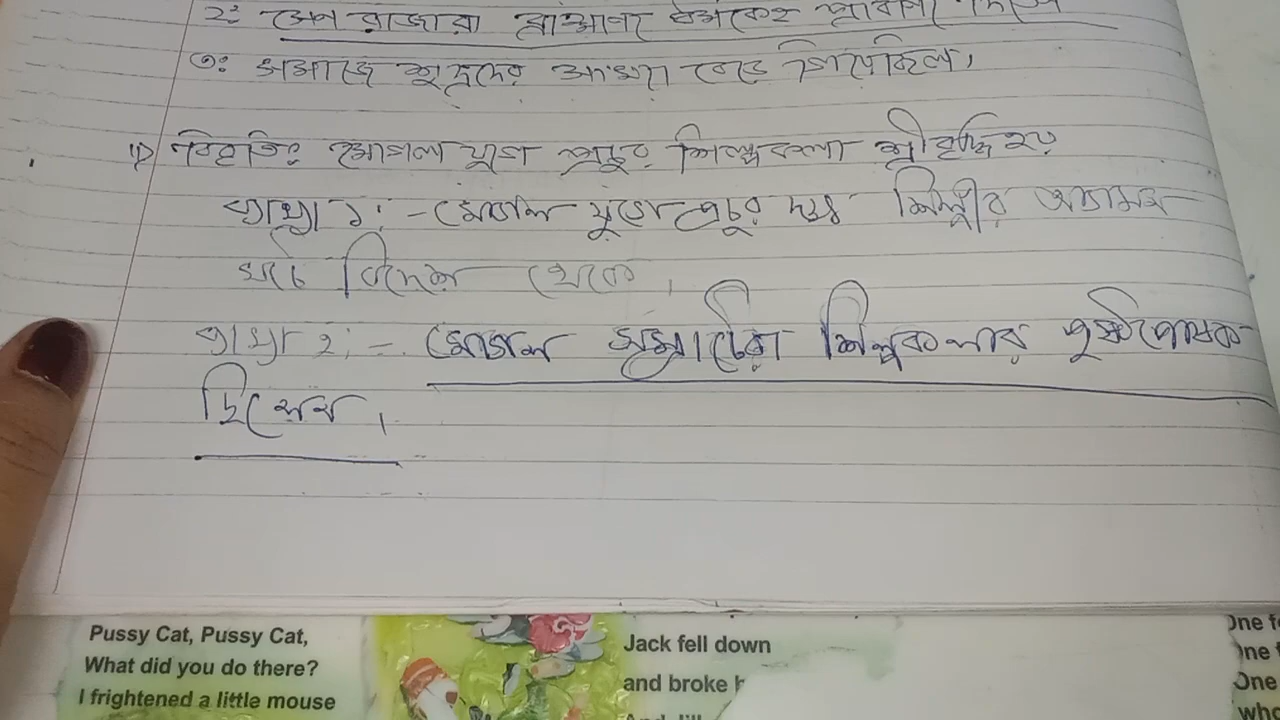 ২ঃ সেন রাজারা ব্রাহ্মণ্য ধর্মকেই প্রাধান্য
৩ঃ সমাজে শূদ্রদের সংখ্যা বেড়ে গিয়েছিল।
১) বিবৃতিঃ মোগল যুগে প্রচুর শিল্পকলা শ্রীবৃদ্ধি হয়
ব্যাখ্যা ১ঃ - মোগল যুগে প্রচুর দক্ষ শিল্পীর আগমন
ঘটে বিদেশ থেকে।
ব্যাখ্যা ২ঃ - মোগল সম্রাটেরা শিল্পকলার পৃষ্ঠপোষক
ছিলেন।
Pussy Cat, Pussy Cat,
What did you do there?
I frightened a little mouse
Jack fell down
and broke
One
One
One